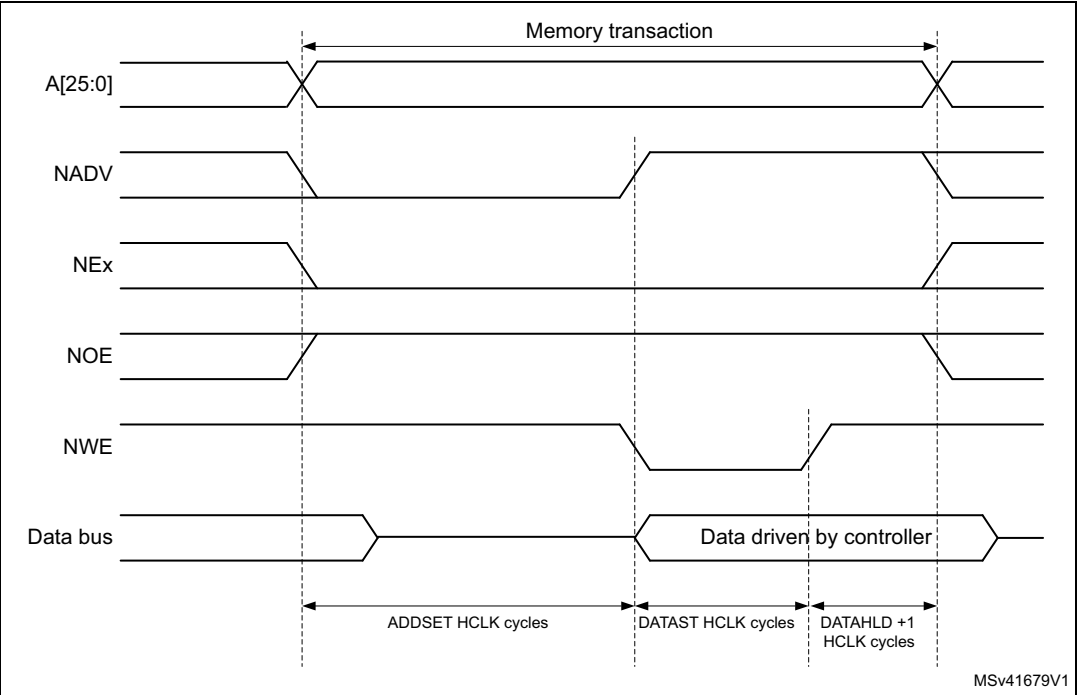 Memory transaction
A[25:0]
NADV
NEx
NOE
NWE
Data bus
Data driven by controller
ADDSET HCLK cycles
DATAST HCLK cycles
DATAHLD +1
HCLK cycles
MSv41679V1